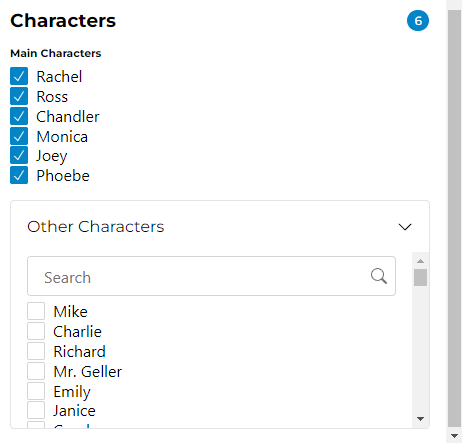 Characters 6
Main Characters
Rachel
Ross
Chandler
Monica
Joey
Phoebe
Other Characters
Search
Mike
Charlie
Richard
Mr. Geller
Emily
Janice